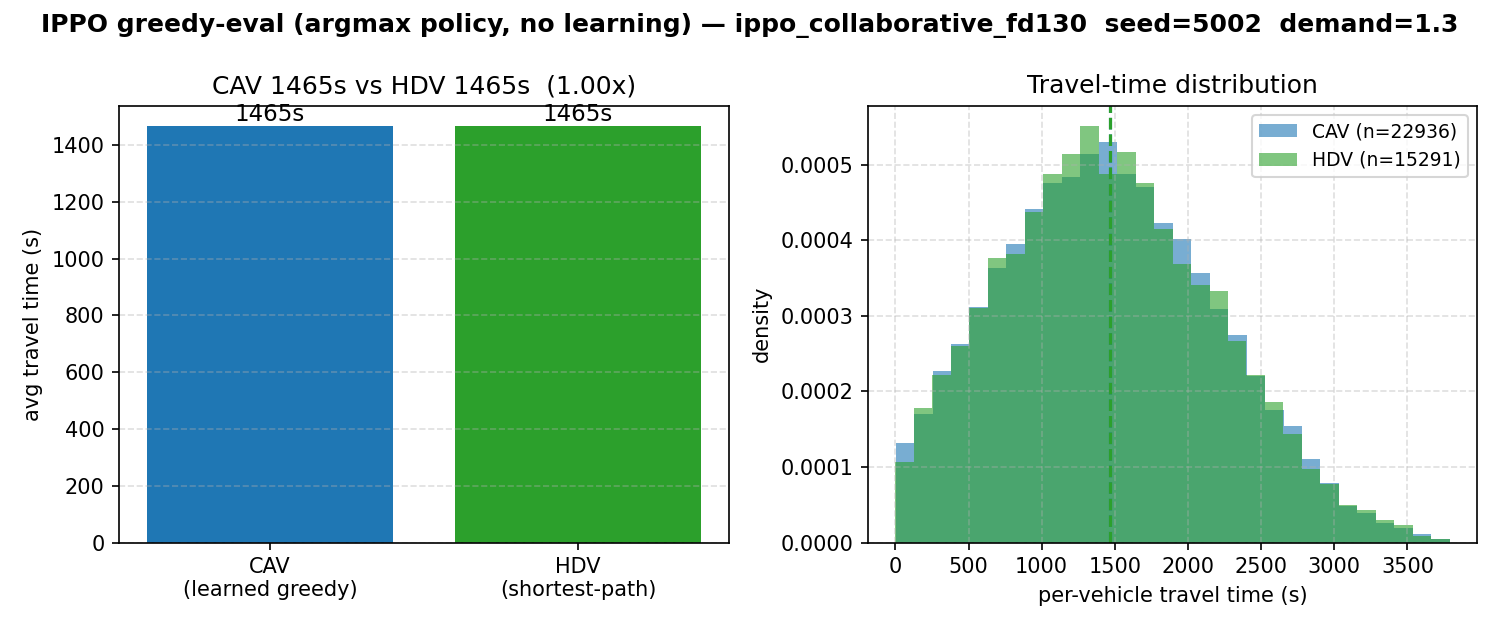 IPPO greedy-eval (argmax policy, no learning) — ippo_collaborative_fd130  seed=5002  demand=1.3
CAV 1465s vs HDV 1465s  (1.00x)
1465s
1465s
avg travel time (s)
1400
1200
1000
800
600
400
200
0
CAV
(learned greedy)
HDV
(shortest-path)
Travel-time distribution
CAV (n=22936)
HDV (n=15291)
density
0.0005
0.0004
0.0003
0.0002
0.0001
0.0000
0
500
1000
1500
2000
2500
3000
3500
per-vehicle travel time (s)